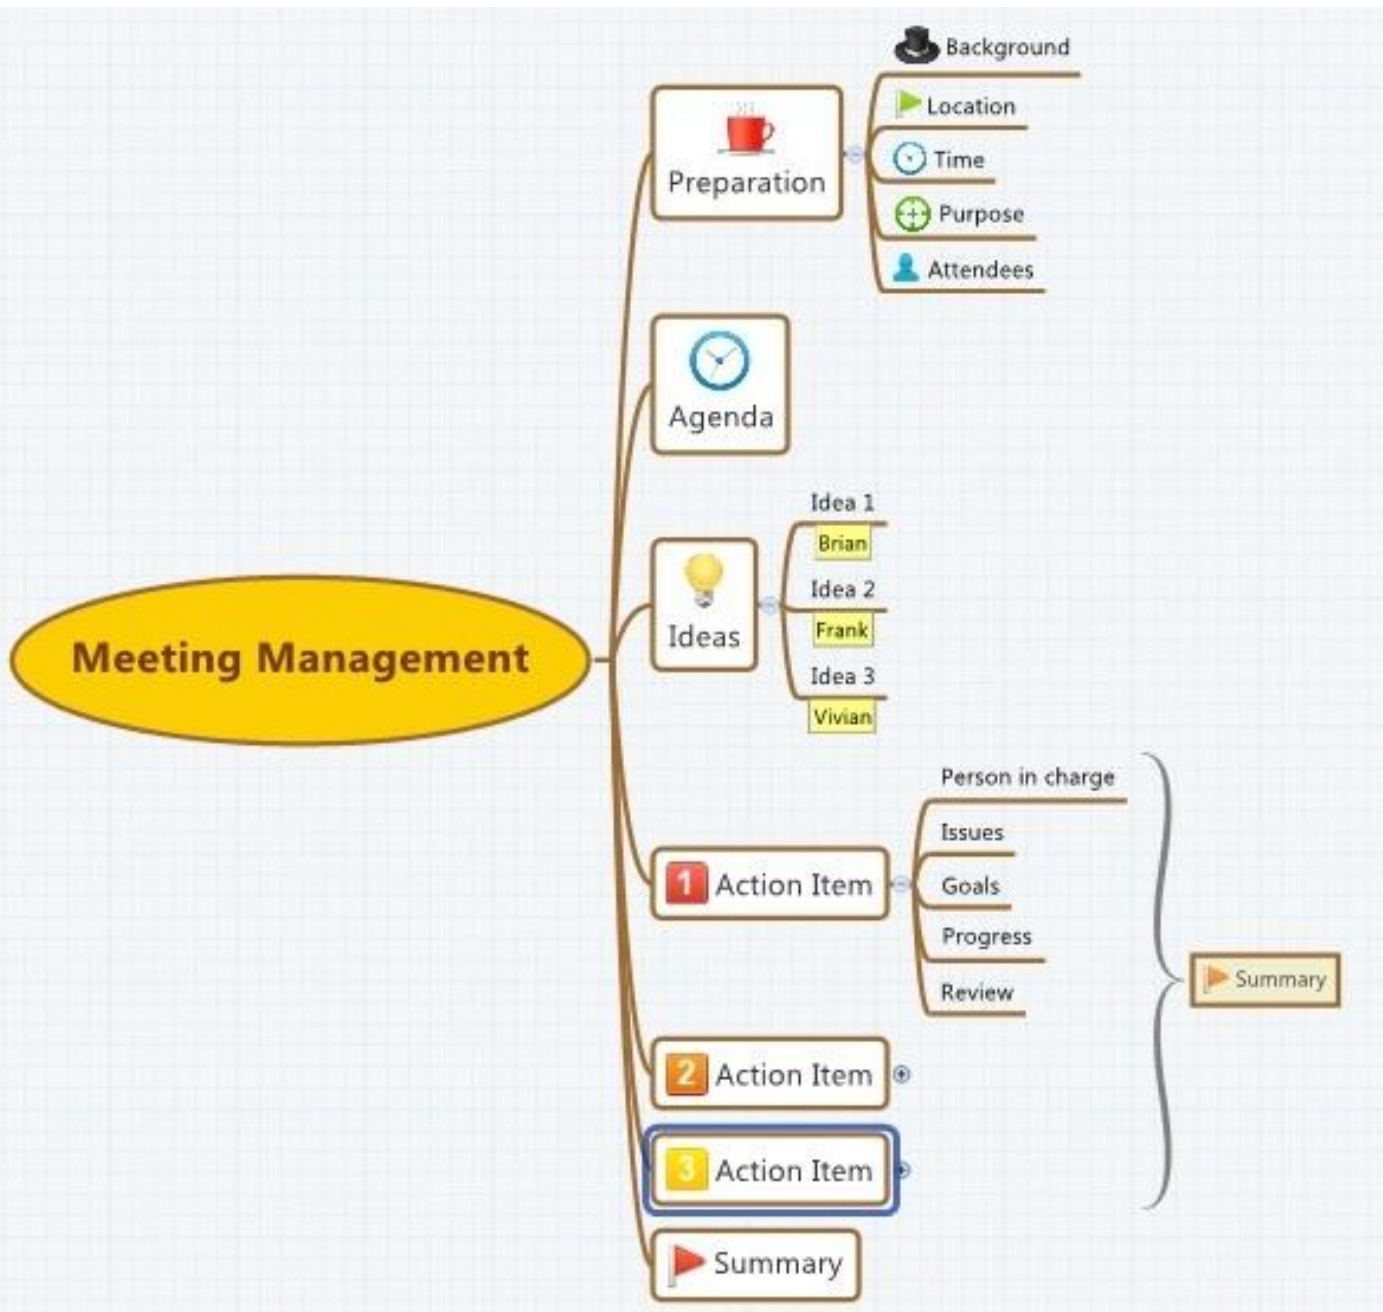 Meeting Management
Preparation
Background
Location
Time
Purpose
Attendees
Agenda
Ideas
Idea 1
Brian
Idea 2
Frank
Idea 3
Vivian
1 Action Item
Person in charge
Issues
Goals
Progress
Review
2 Action Item
3 Action Item
Summary
Summary